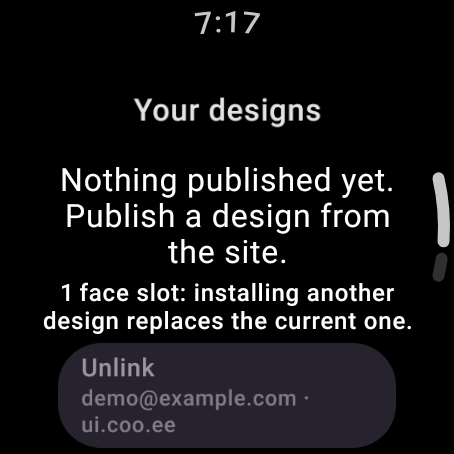 7:17
Your designs
Nothing published yet.
Publish a design from
the site.
1 face slot: installing another
design replaces the current one.
Unlink
demo@example.com ·
ui.coo.ee